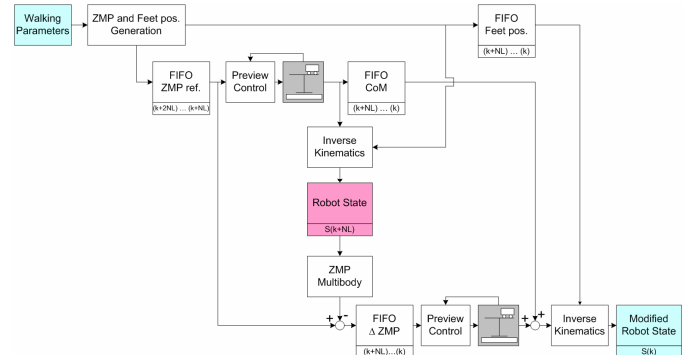 Walking
Parameters
ZMP and Feet pos.
Generation
FIFO
Feet pos.
(k+NL) ... (k)
FIFO
ZMP ref.
(k+2NL) ... (k+NL)
Preview
Control
FIFO
CoM
(k+NL) ... (k)
Inverse
Kinematics
Robot State
S(k+NL)
ZMP
Multibody
+
-
FIFO
Δ ZMP
(k+NL)...(k)
Preview
Control
+
+
Inverse
Kinematics
Modified
Robot State
S(k)